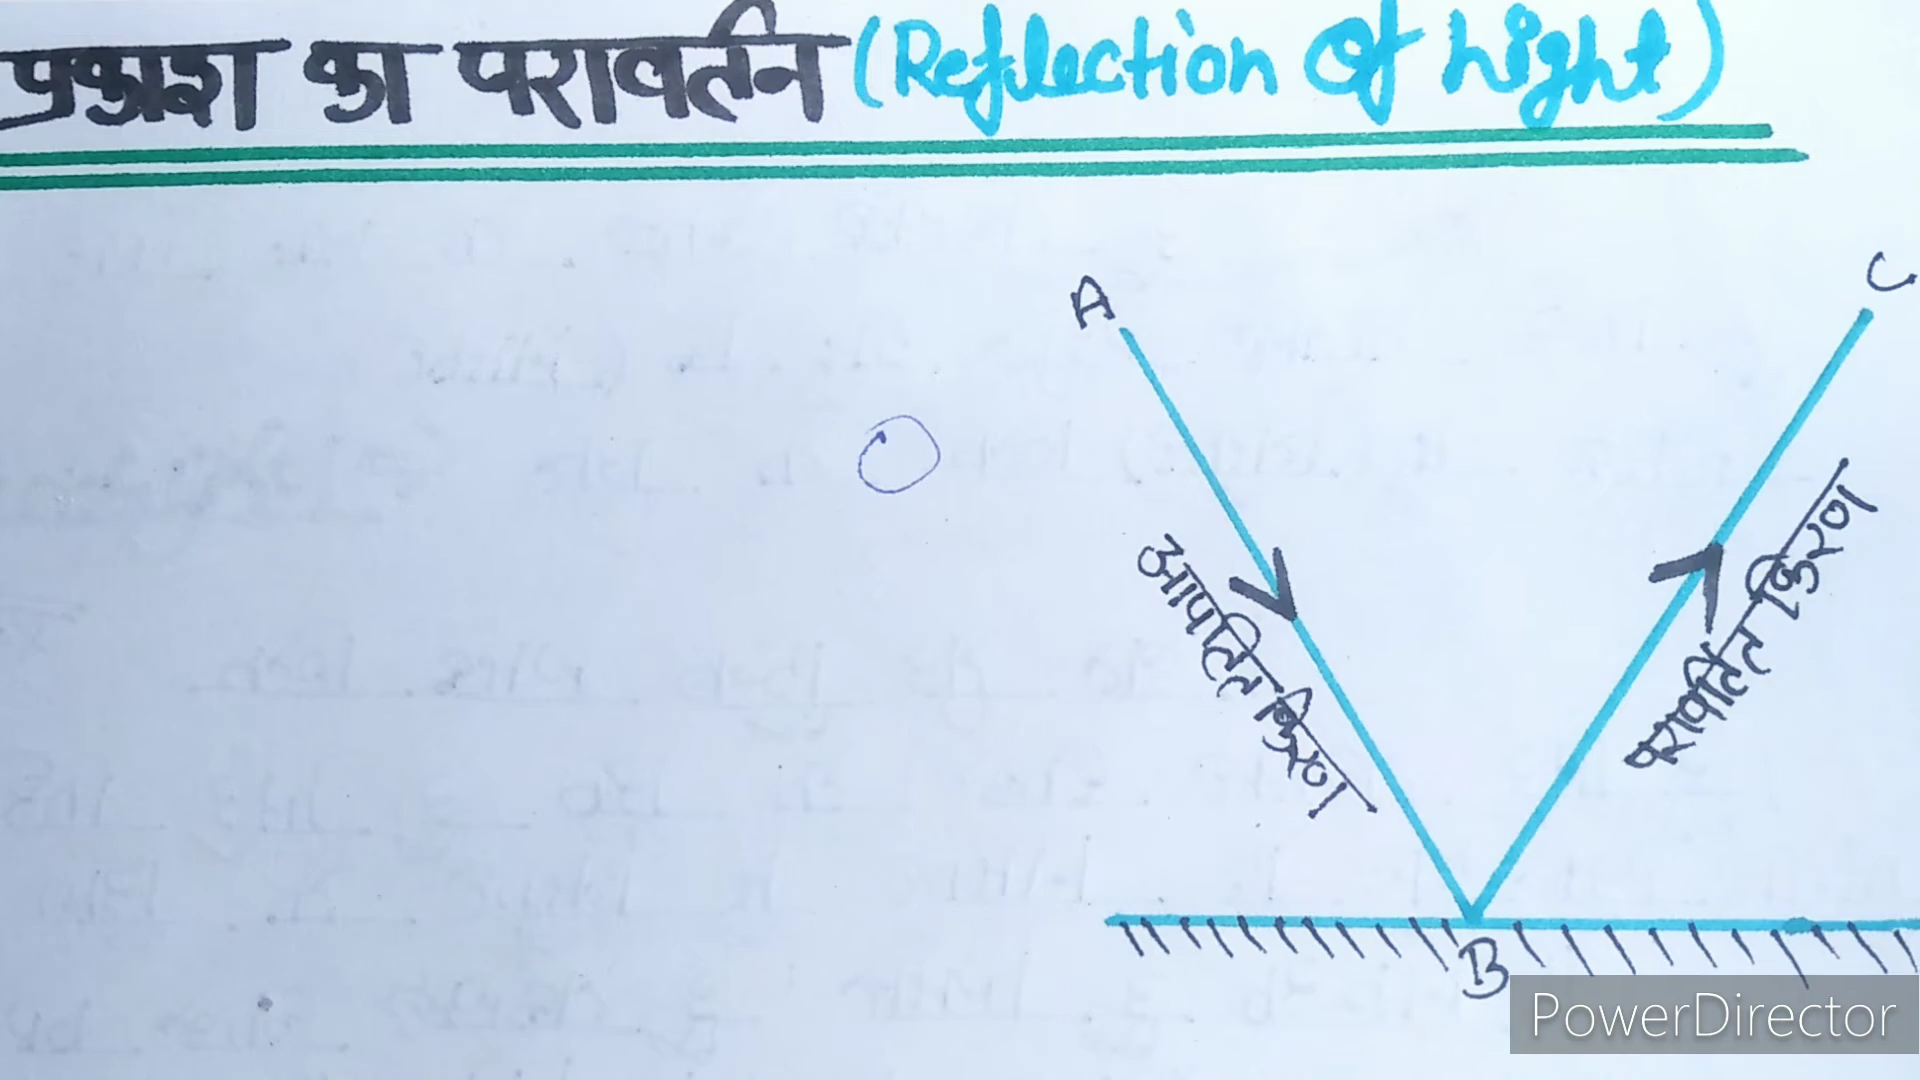 प्रकाश का परावर्तन (Reflection Of Light)
A
C
आपतित किरण
परावर्तित किरण
B
PowerDirector